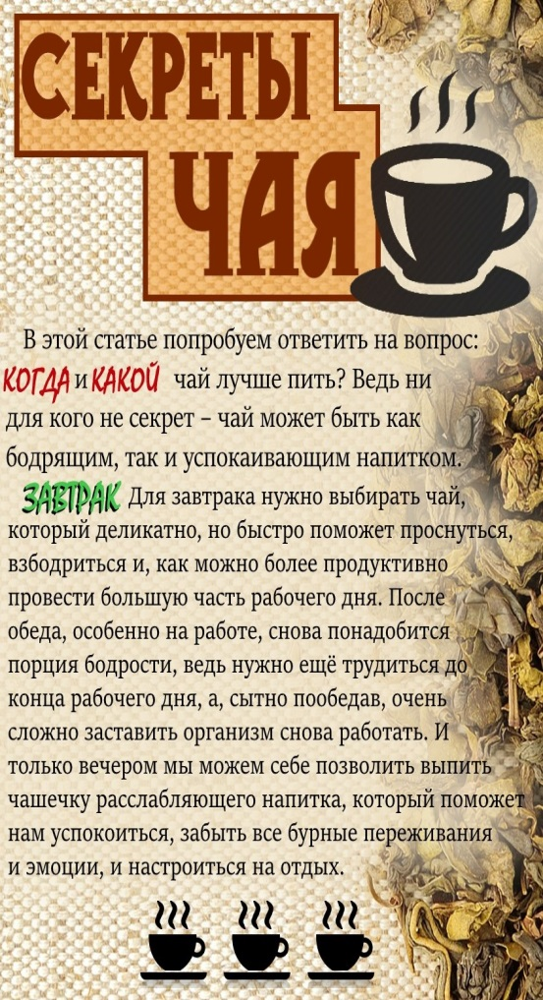 СЕКРЕТЫ
ЧАЯ
В этой статье попробуем ответить на вопрос:
КОГДА и КАКОЙ чай лучше пить? Ведь ни
для кого не секрет – чай может быть как
бодрящим, так и успокаивающим напитком.
ЗАВТРАК Для завтрака нужно выбирать чай,
который деликатно, но быстро поможет проснуться,
взбодриться и, как можно более продуктивно
провести большую часть рабочего дня. После
обеда, особенно на работе, снова понадобится
порция бодрости, ведь нужно ещё трудиться до
конца рабочего дня, а, сытно пообедав, очень
сложно заставить организм снова работать. И
только вечером мы можем себе позволить выпить
чашечку расслабляющего напитка, который поможет
нам успокоиться, забыть все бурные переживания
и эмоции, и настроиться на отдых.